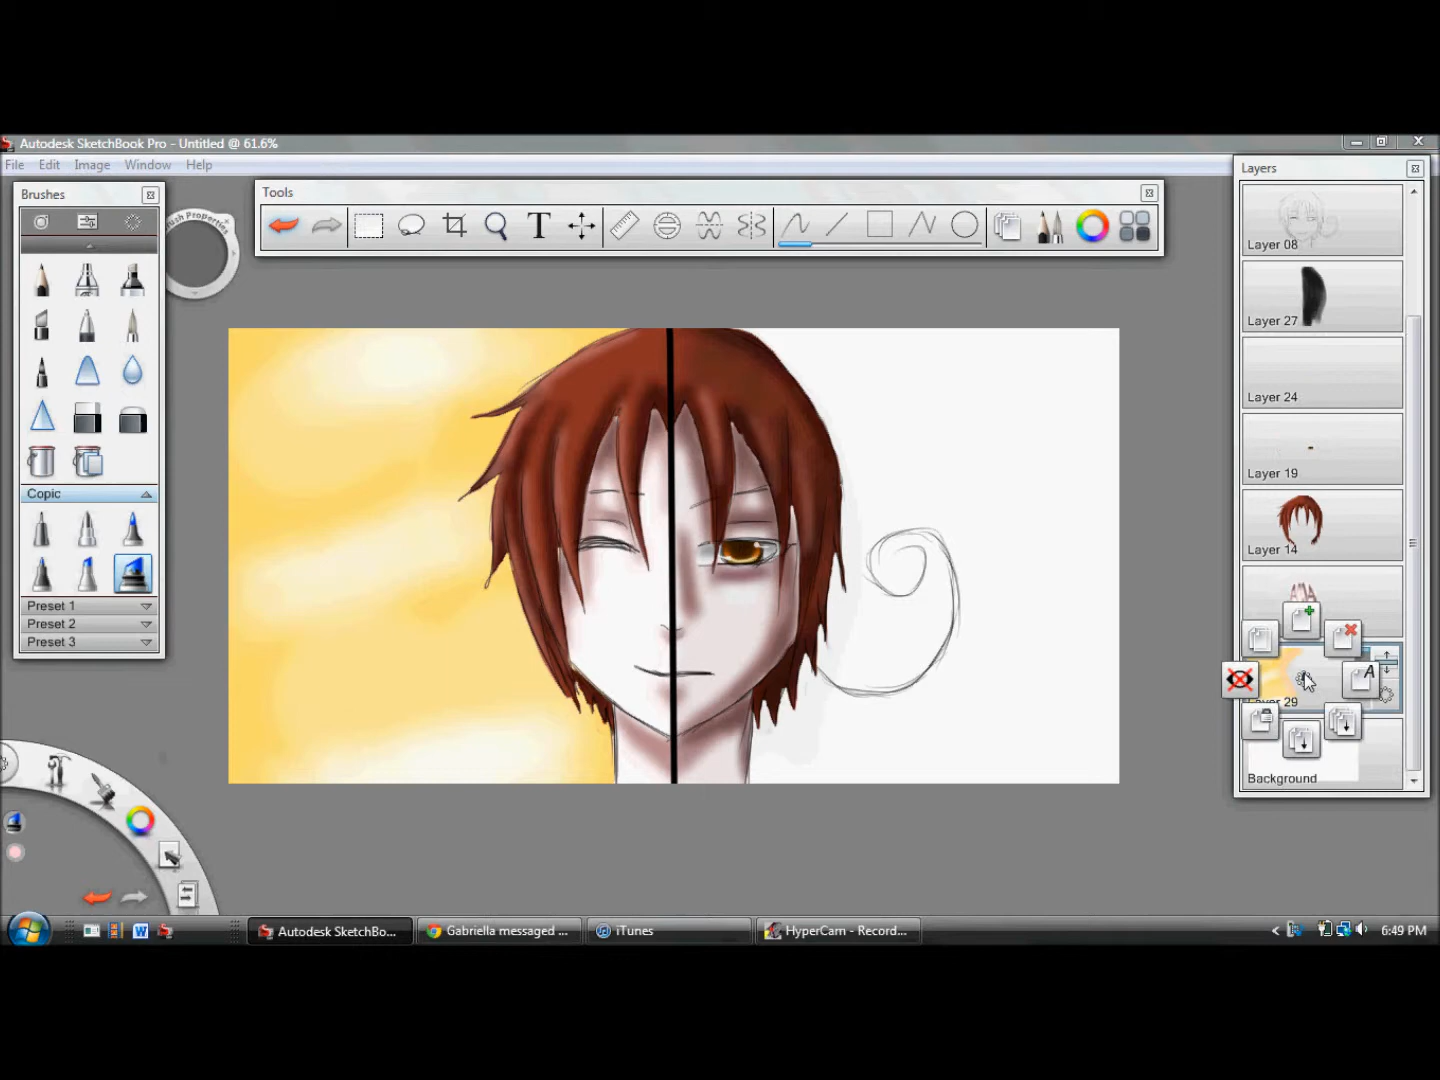 Autodesk SketchBook Pro - Untitled @ 61.6%
File Edit Image Window Help
Brushes
Tools
Layers
Layer 08
Layer 27
Layer 24
Layer 19
Layer 14
Layer 29
Background
Copic
Preset 1
Preset 2
Preset 3
Autodesk SketchBo...
Gabriella messaged ...
iTunes
HyperCam - Record...
6:49 PM